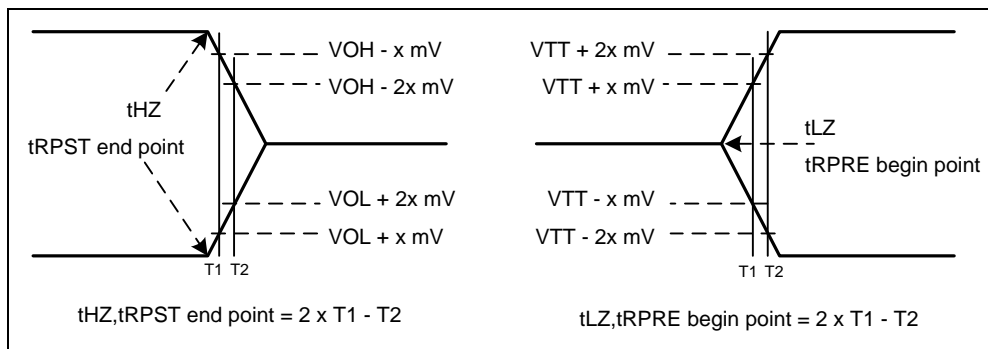 VOH - x mV
VOH - 2x mV
tHZ
tRPST end point
VOL + 2x mV
VOL + x mV
T1 T2
tHZ,tRPST end point = 2 x T1 - T2
VTT + 2x mV
VTT + x mV
tLZ
tRPRE begin point
VTT - x mV
VTT - 2x mV
T1 T2
tLZ,tRPRE begin point = 2 x T1 - T2